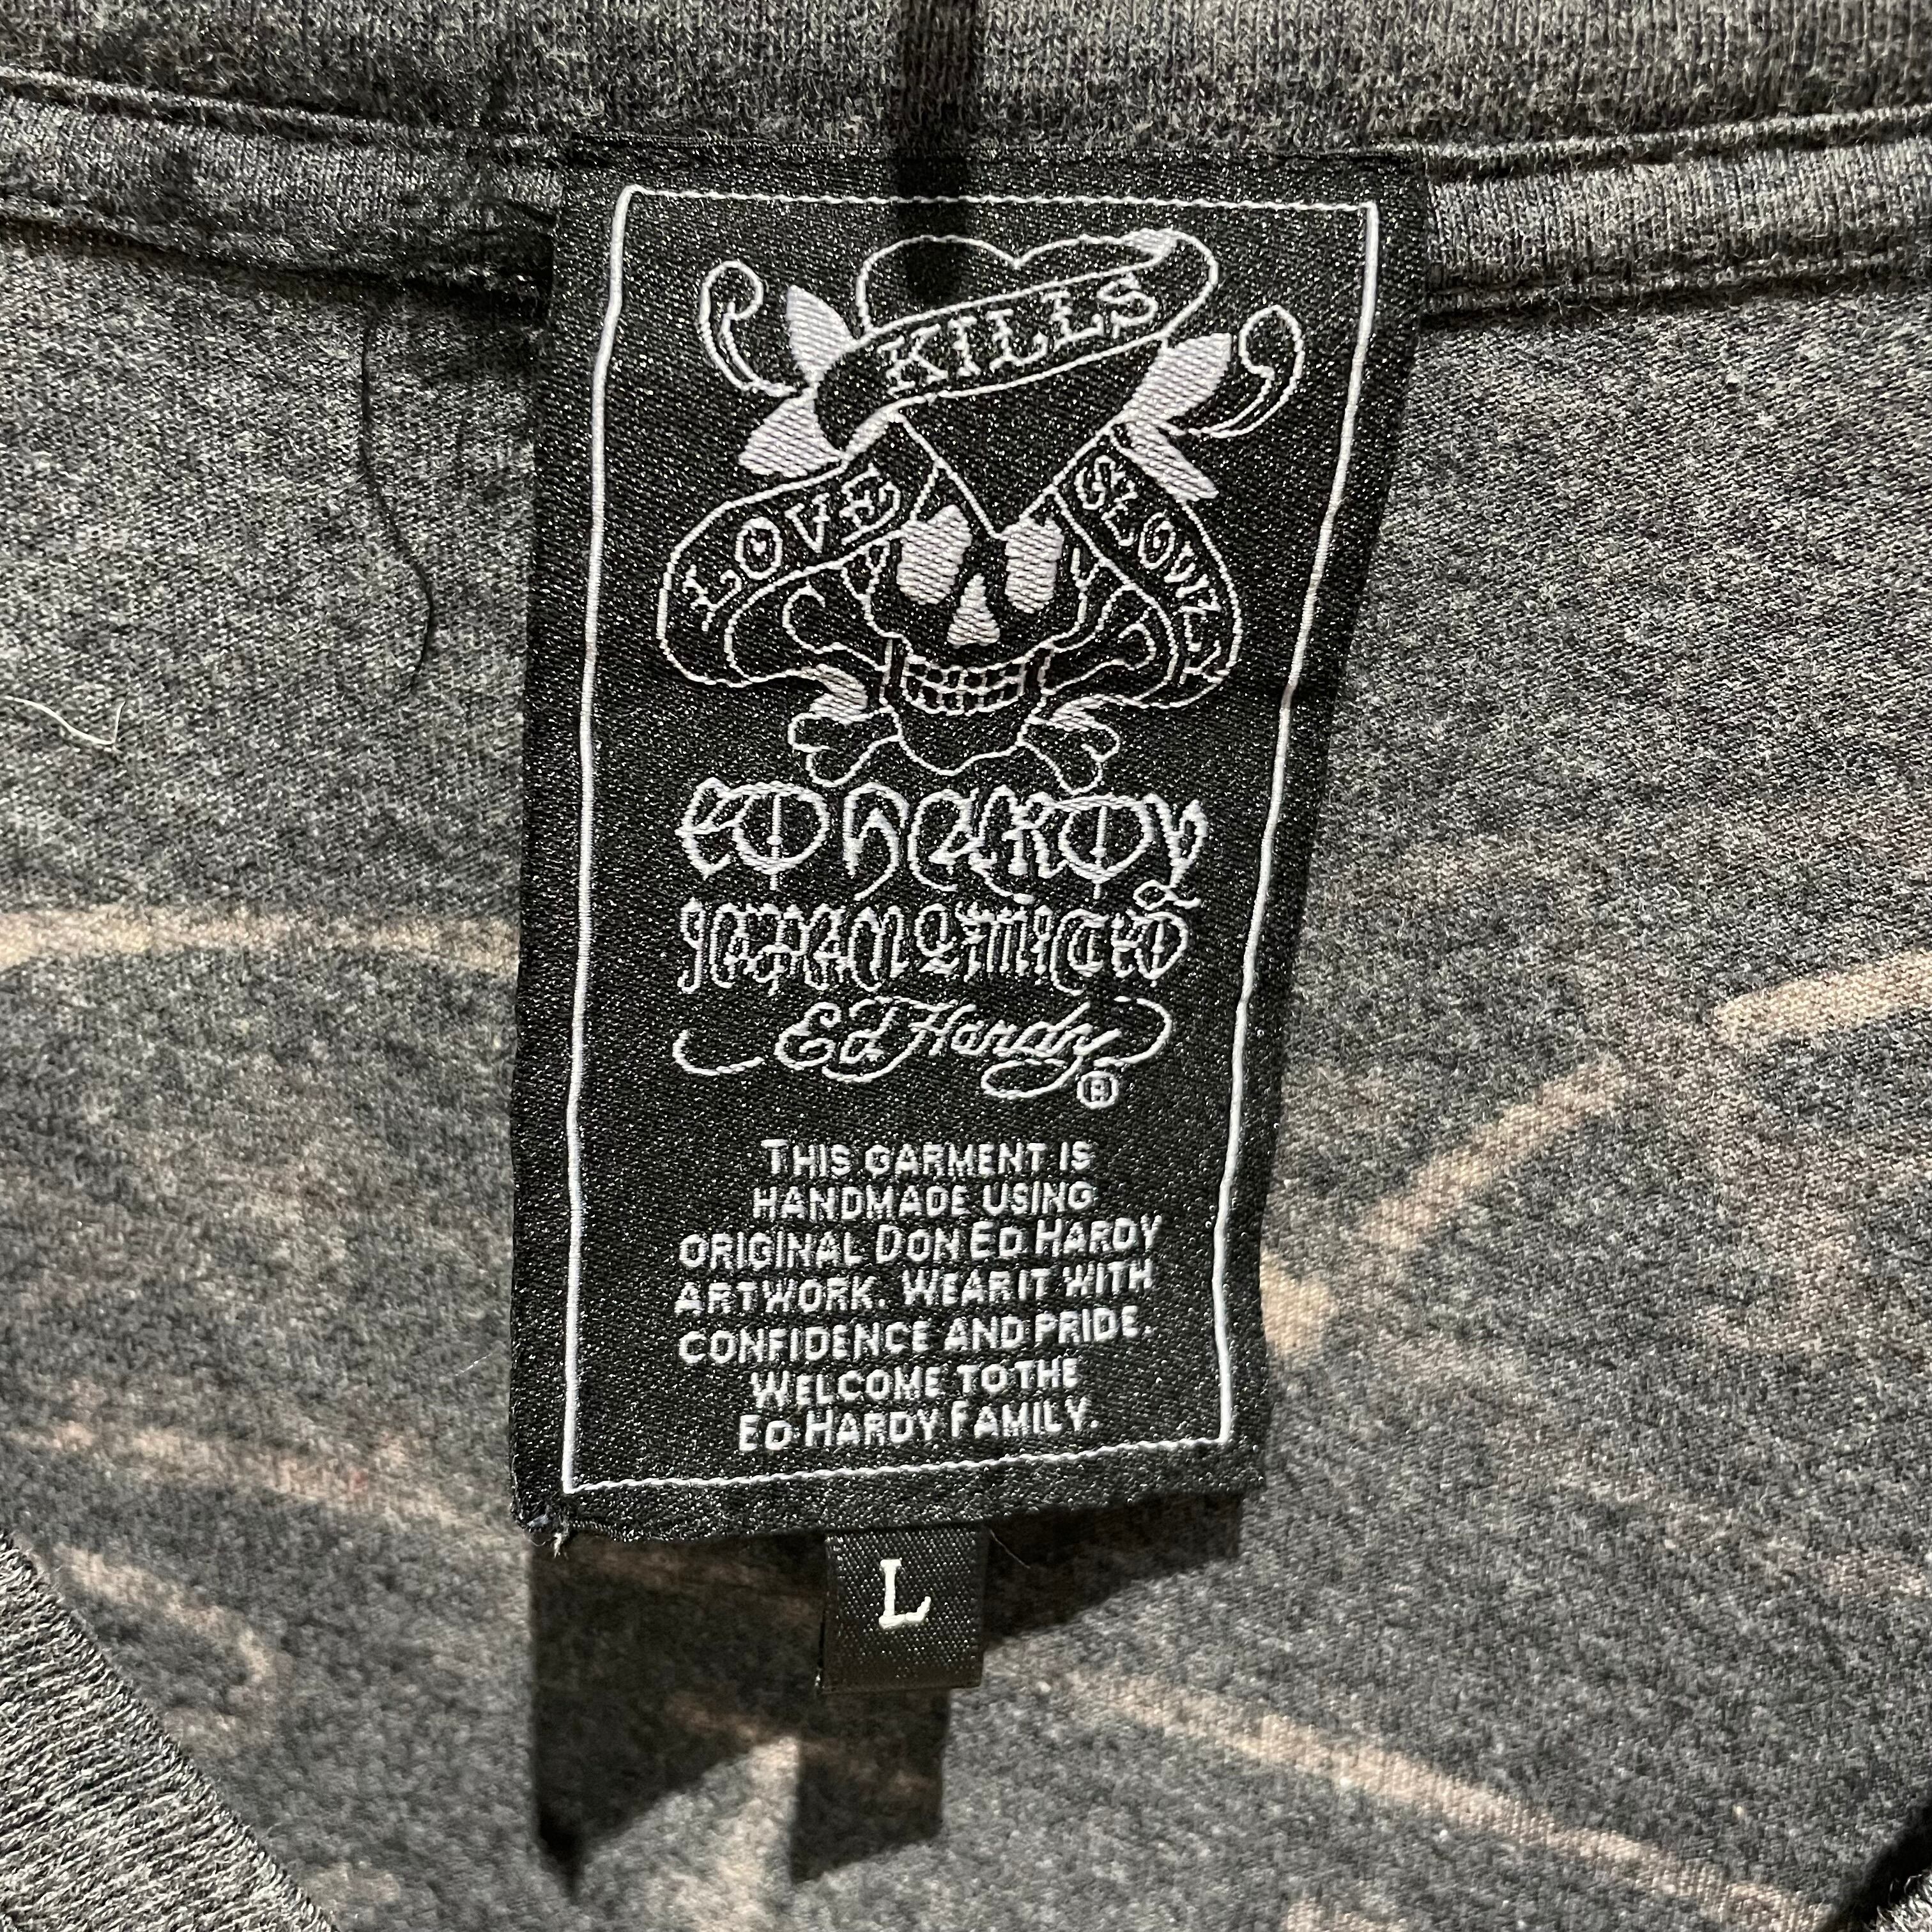 KILLS
LOVE
SLOWLY
ED HARDY
JAPAN LIMITED
Ed Hardy
®
THIS GARMENT IS
HANDMADE USING
ORIGINAL DON ED HARDY
ARTWORK. WEAR IT WITH
CONFIDENCE AND PRIDE.
WELCOME TO THE
ED HARDY FAMILY.
L